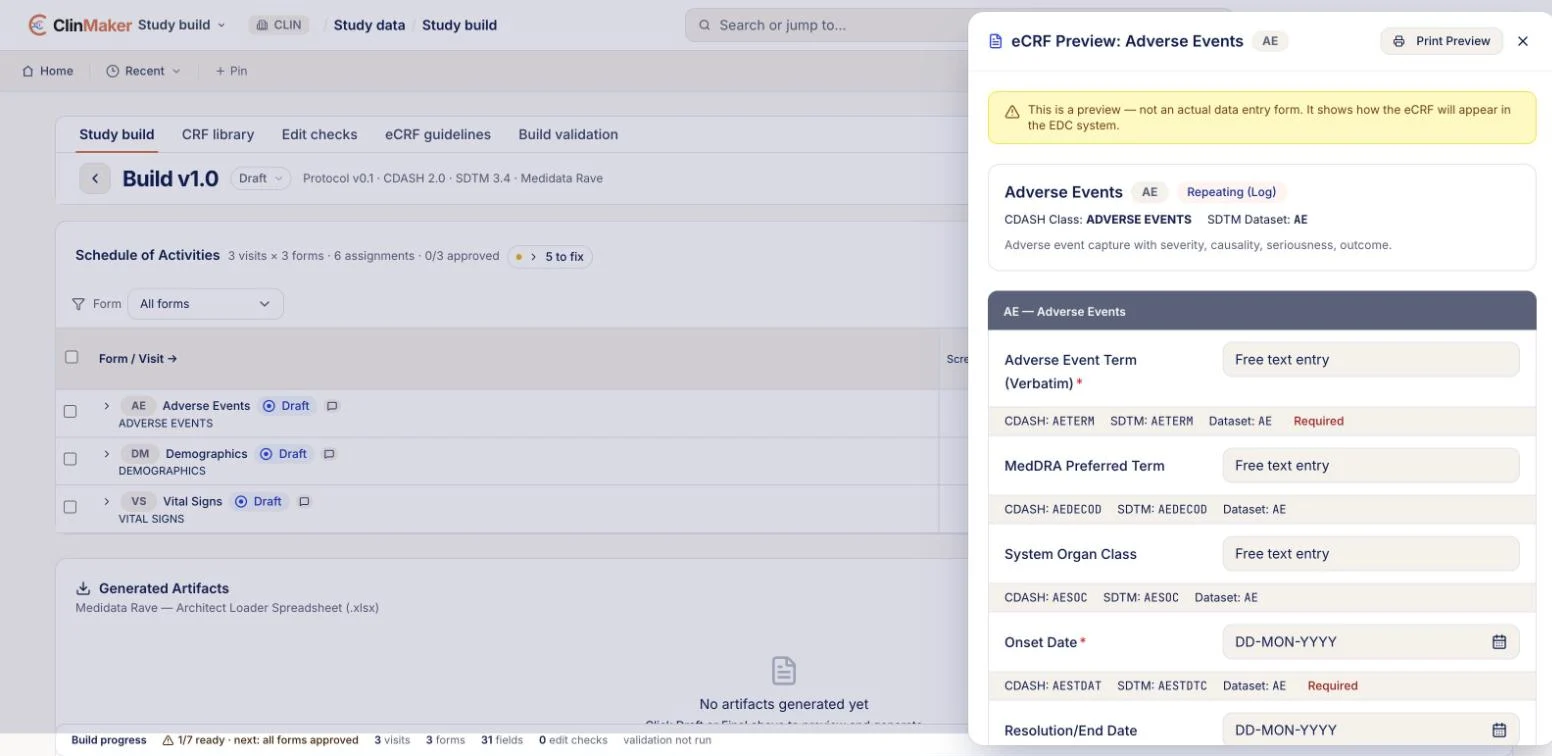 ClinMaker Study build CLIN / Study data / Study build Search or jump to...
Home Recent + Pin
Study build CRF library Edit checks eCRF guidelines Build validation
Build v1.0 Draft Protocol v0.1 · CDASH 2.0 · SDTM 3.4 · Medidata Rave
Schedule of Activities 3 visits × 3 forms · 6 assignments · 0/3 approved 5 to fix
Form All forms
Form / Visit →
AE Adverse Events Draft
ADVERSE EVENTS
DM Demographics Draft
DEMOGRAPHICS
VS Vital Signs Draft
VITAL SIGNS
Generated Artifacts
Medidata Rave — Architect Loader Spreadsheet (.xlsx)
No artifacts generated yet
Click Draft or Final above to preview and generate
Build progress 1/7 ready · next: all forms approved 3 visits 3 forms 31 fields 0 edit checks validation not run
eCRF Preview: Adverse Events AE Print Preview
This is a preview — not an actual data entry form. It shows how the eCRF will appear in
the EDC system.
Adverse Events AE Repeating (Log)
CDASH Class: ADVERSE EVENTS SDTM Dataset: AE
Adverse event capture with severity, causality, seriousness, outcome.
AE — Adverse Events
Adverse Event Term Free text entry
(Verbatim) *
CDASH: AETERM SDTM: AETERM Dataset: AE Required
MedDRA Preferred Term Free text entry
CDASH: AEDECOD SDTM: AEDECOD Dataset: AE
System Organ Class Free text entry
CDASH: AESOC SDTM: AESOC Dataset: AE
Onset Date * DD-MON-YYYY
CDASH: AESTDAT SDTM: AESTDTC Dataset: AE Required
Resolution/End Date DD-MON-YYYY